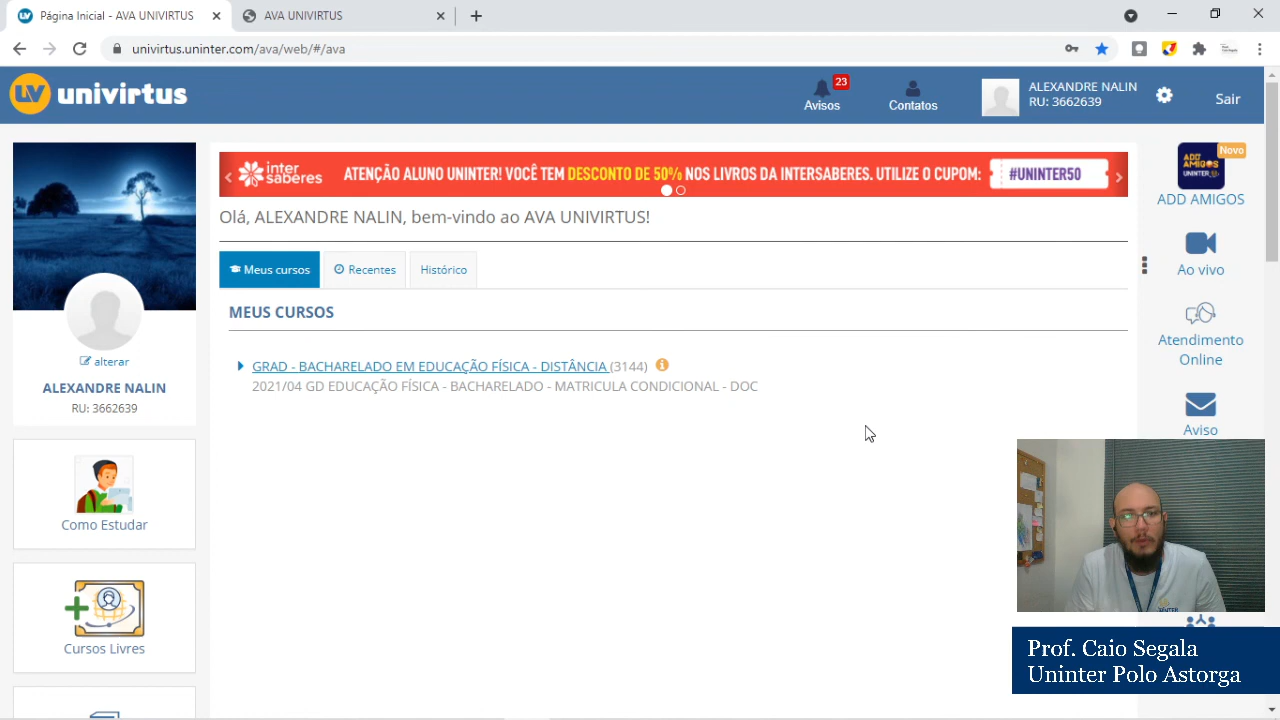 Página Inicial - AVA UNIVIRTUS
AVA UNIVIRTUS
univirtus.uninter.com/ava/web/#/ava
univirtus
23
Avisos
Contatos
ALEXANDRE NALIN
RU: 3662639
Sair
inter
saberes
ATENÇÃO ALUNO UNINTER! VOCÊ TEM DESCONTO DE 50% NOS LIVROS DA INTERSABERES. UTILIZE O CUPOM:
#UNINTER50
Olá, ALEXANDRE NALIN, bem-vindo ao AVA UNIVIRTUS!
Meus cursos
Recentes
Histórico
MEUS CURSOS
GRAD - BACHARELADO EM EDUCAÇÃO FÍSICA - DISTÂNCIA (3144)
2021/04 GD EDUCAÇÃO FÍSICA - BACHARELADO - MATRICULA CONDICIONAL - DOC
alterar
ALEXANDRE NALIN
RU: 3662639
Como Estudar
Cursos Livres
Novo
ADD
AMIGOS
UNINTER
ADD AMIGOS
Ao vivo
Atendimento
Online
Aviso
Prof. Caio Segala
Uninter Polo Astorga